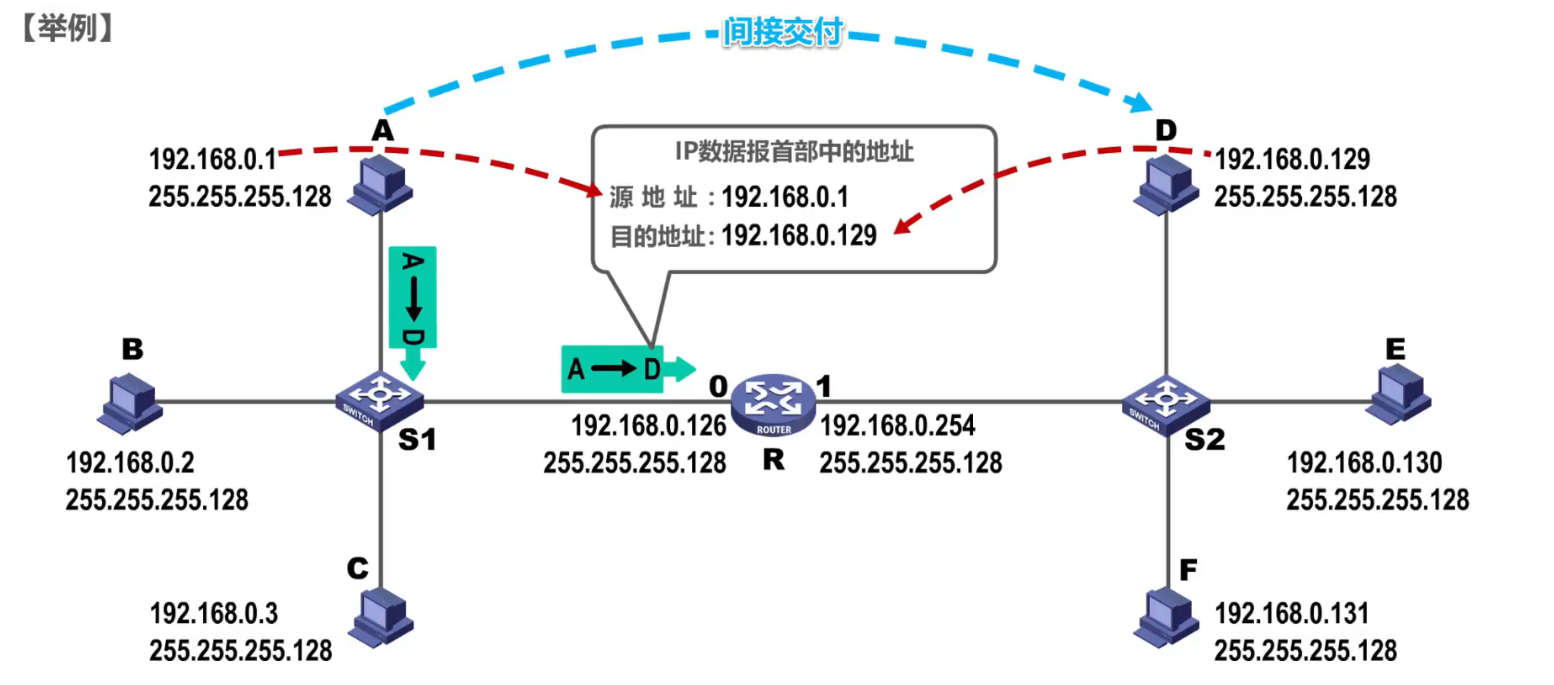 【举例】
间接交付
A
192.168.0.1
255.255.255.128
D
192.168.0.129
255.255.255.128
IP数据报首部中的地址
源 地 址 : 192.168.0.1
目的地址: 192.168.0.129
A → D
A → D
B
192.168.0.2
255.255.255.128
SWITCH
S1
0
192.168.0.126
255.255.255.128
ROUTER
R
1
192.168.0.254
255.255.255.128
SWITCH
S2
E
192.168.0.130
255.255.255.128
C
192.168.0.3
255.255.255.128
F
192.168.0.131
255.255.255.128